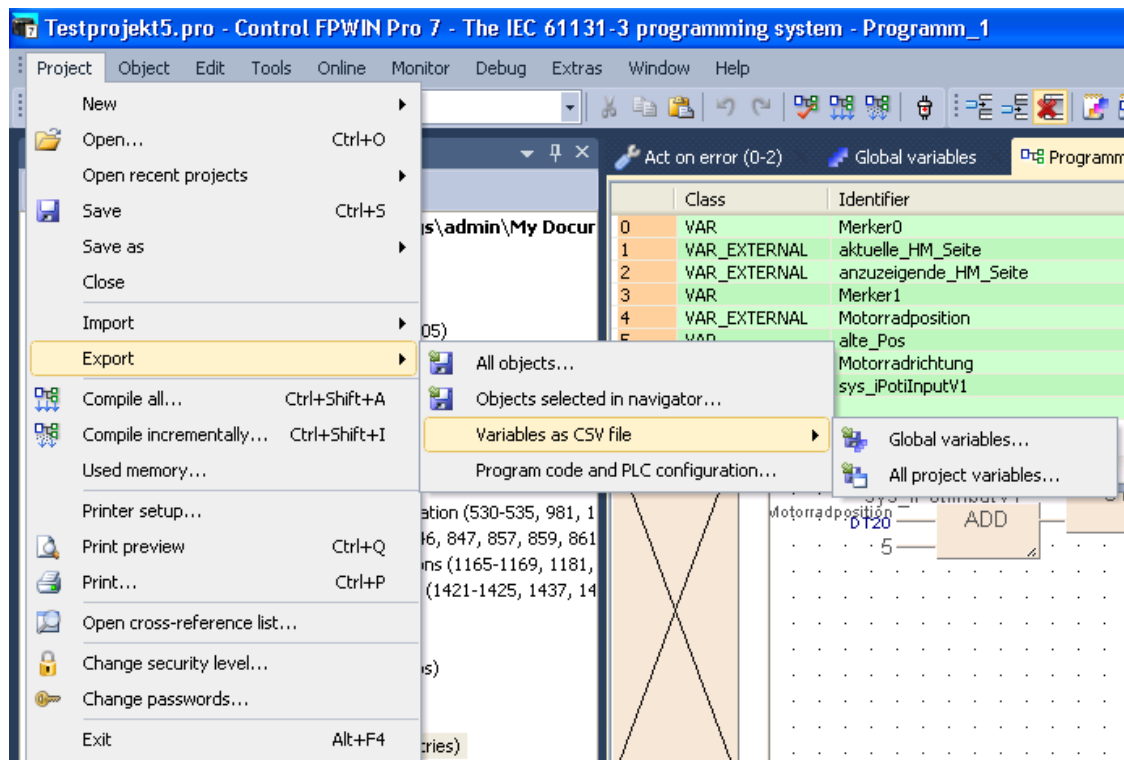 Testprojekt5.pro - Control FPWIN Pro 7 - The IEC 61131-3 programming system - Programm_1
Project Object Edit Tools Online Monitor Debug Extras Window Help
New
Open... Ctrl+O
Open recent projects
Save Ctrl+S
Save as
Close
Import
Export
Compile all... Ctrl+Shift+A
Compile incrementally... Ctrl+Shift+I
Used memory...
Printer setup...
Print preview Ctrl+Q
Print... Ctrl+P
Open cross-reference list...
Change security level...
Change passwords...
Exit Alt+F4
All objects...
Objects selected in navigator...
Variables as CSV file
Program code and PLC configuration...
Global variables...
All project variables...
gs\admin\My Docur
05)
ation (530-535, 981, 1
46, 847, 857, 859, 861
ons (1165-1169, 1181,
(1421-1425, 1437, 14
os)
tries)
Act on error (0-2) Global variables Programm
Class Identifier
0 VAR Merker0
1 VAR_EXTERNAL aktuelle_HM_Seite
2 VAR_EXTERNAL anzuzeigende_HM_Seite
3 VAR Merker1
4 VAR_EXTERNAL Motorradposition
5 VAR alte_Pos
Motorradrichtung
sys_iPotiInputV1
sys_iPotiInputV1
Motorradposition
DT20 ADD
5